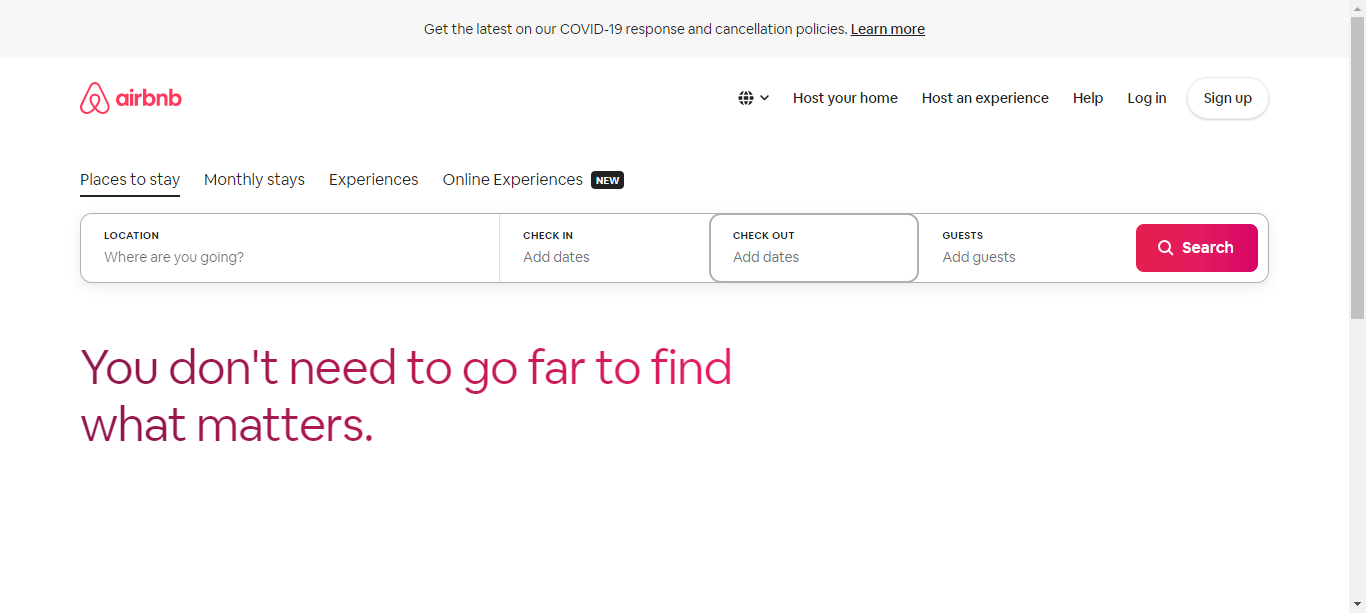 Get the latest on our COVID-19 response and cancellation policies. Learn more
airbnb
Host your home
Host an experience
Help
Log in
Sign up
Places to stay
Monthly stays
Experiences
Online Experiences NEW
LOCATION
Where are you going?
CHECK IN
Add dates
CHECK OUT
Add dates
GUESTS
Add guests
Search
You don't need to go far to find
what matters.